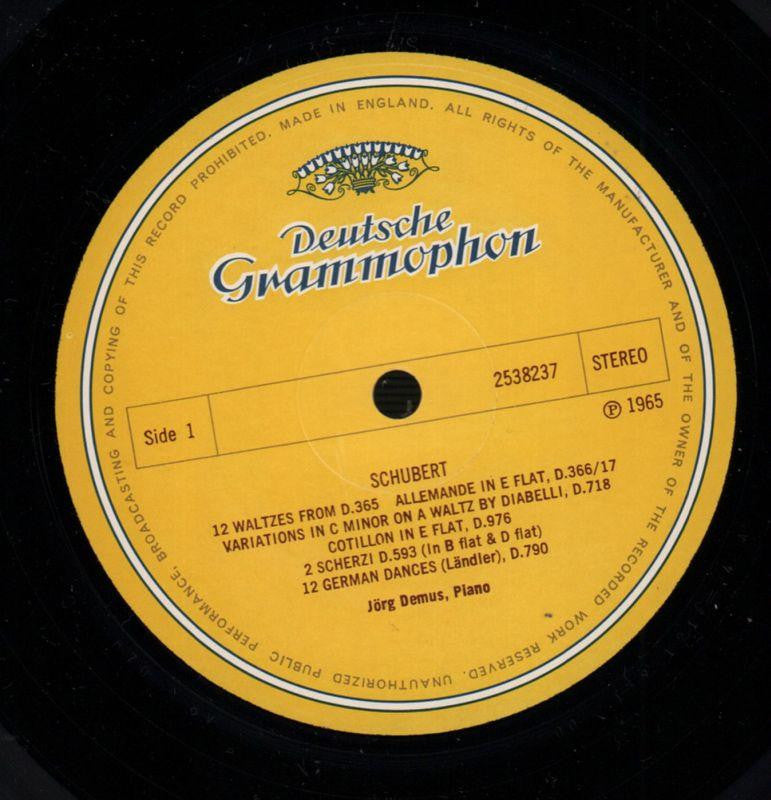 Deutsche
Grammophon
Side 1
2538237
STEREO
Ⓟ 1965
SCHUBERT
12 WALTZES FROM D.365 ALLEMANDE IN E FLAT, D.366/17
VARIATIONS IN C MINOR ON A WALTZ BY DIABELLI, D.718
COTILLON IN E FLAT, D.976
2 SCHERZI D.593 (In B flat & D flat)
12 GERMAN DANCES (Ländler), D.790
Jörg Demus, Piano
MADE IN ENGLAND. ALL RIGHTS OF THE MANUFACTURER AND OF THE OWNER OF THE RECORDED WORK RESERVED. UNAUTHORIZED PUBLIC PERFORMANCE, BROADCASTING AND COPYING OF THIS RECORD PROHIBITED.